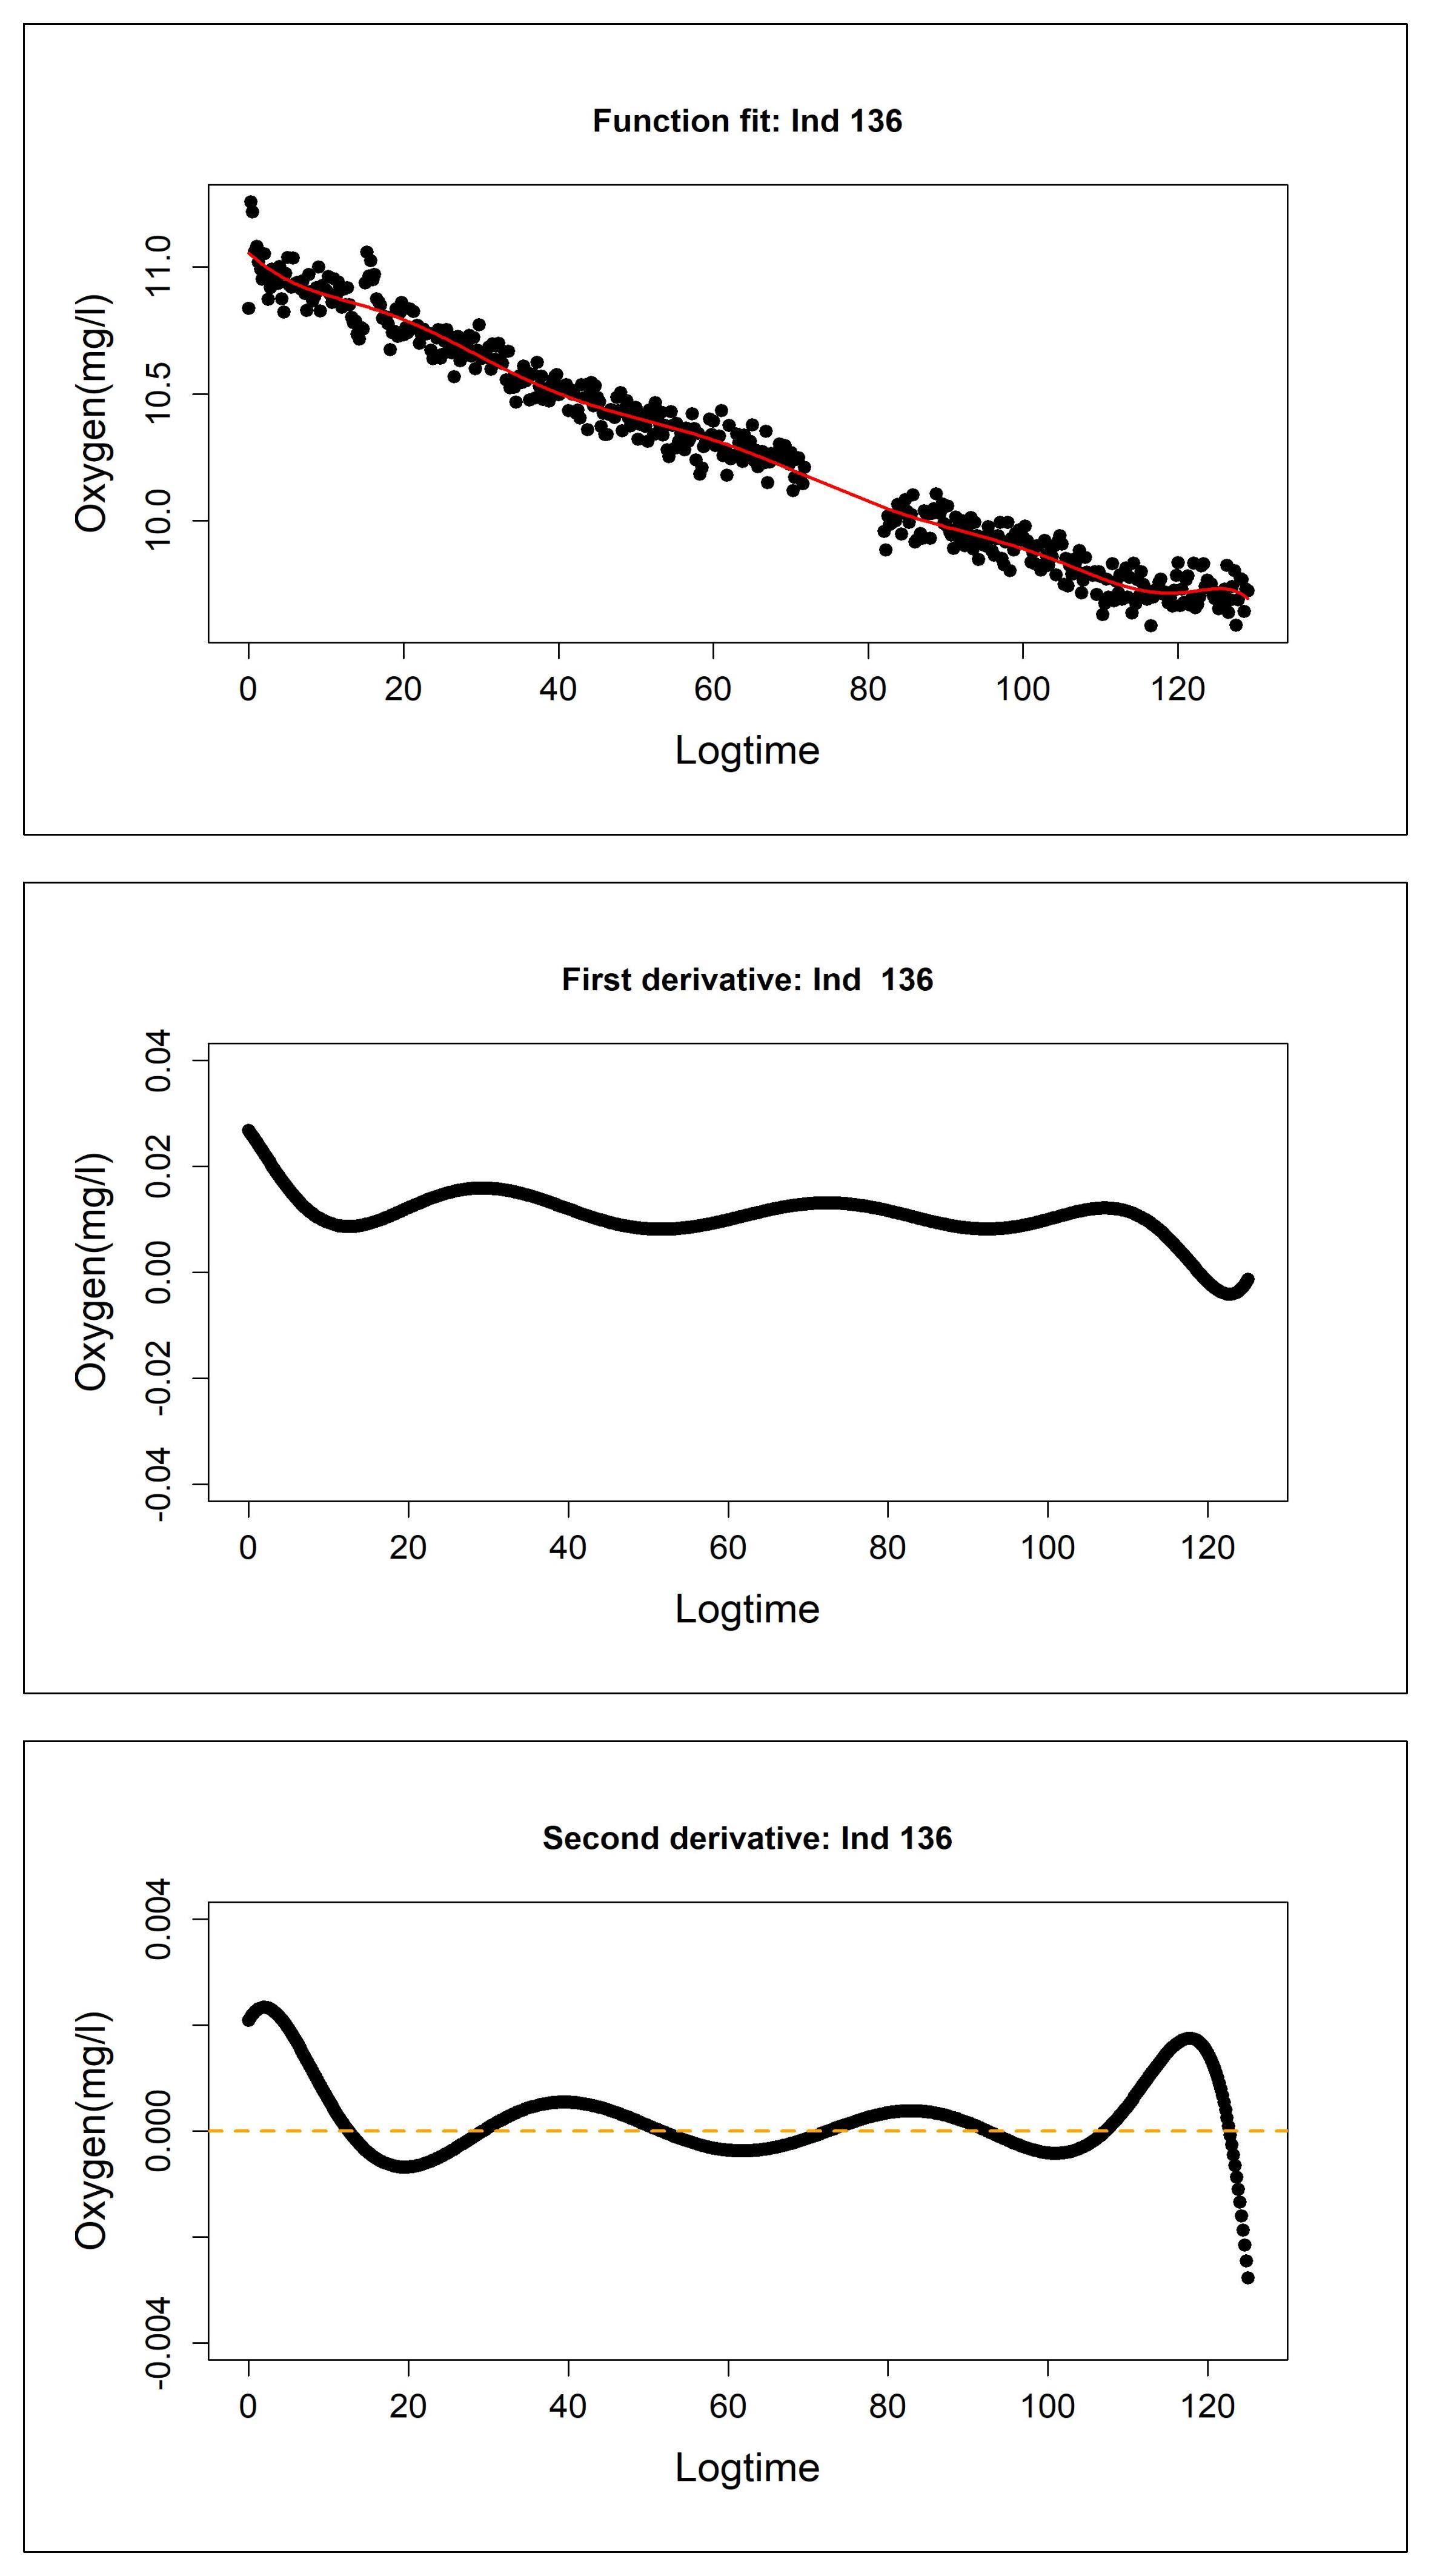 Function fit: Ind 136
Oxygen(mg/l)
11.0
10.5
10.0
0 20 40 60 80 100 120
Logtime
First derivative: Ind  136
Oxygen(mg/l)
0.04
0.02
0.00
-0.02
-0.04
0 20 40 60 80 100 120
Logtime
Second derivative: Ind 136
Oxygen(mg/l)
0.004
0.000
-0.004
0 20 40 60 80 100 120
Logtime